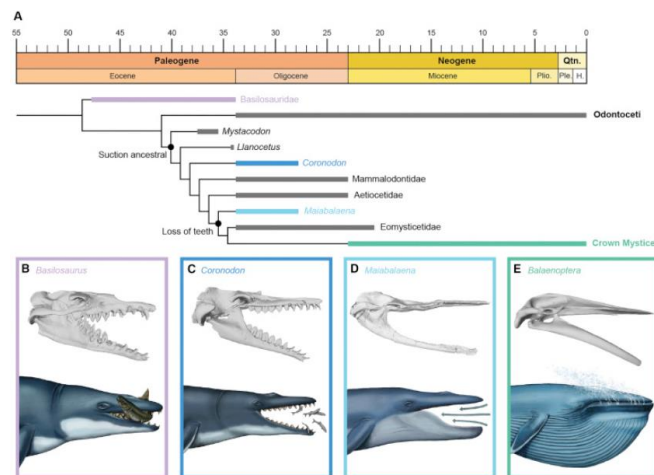 A
55 50 45 40 35 30 25 20 15 10 5 0
Paleogene Neogene Qtn.
Eocene Oligocene Miocene Plio. Ple. H.
Basilosauridae
Odontoceti
Mystacodon
Suction ancestral
Llanocetus
Coronodon
Mammalodontidae
Aetiocetidae
Maiabalaena
Eomysticetidae
Loss of teeth
Crown Mystice
B Basilosaurus
C Coronodon
D Maiabalaena
E Balaenoptera